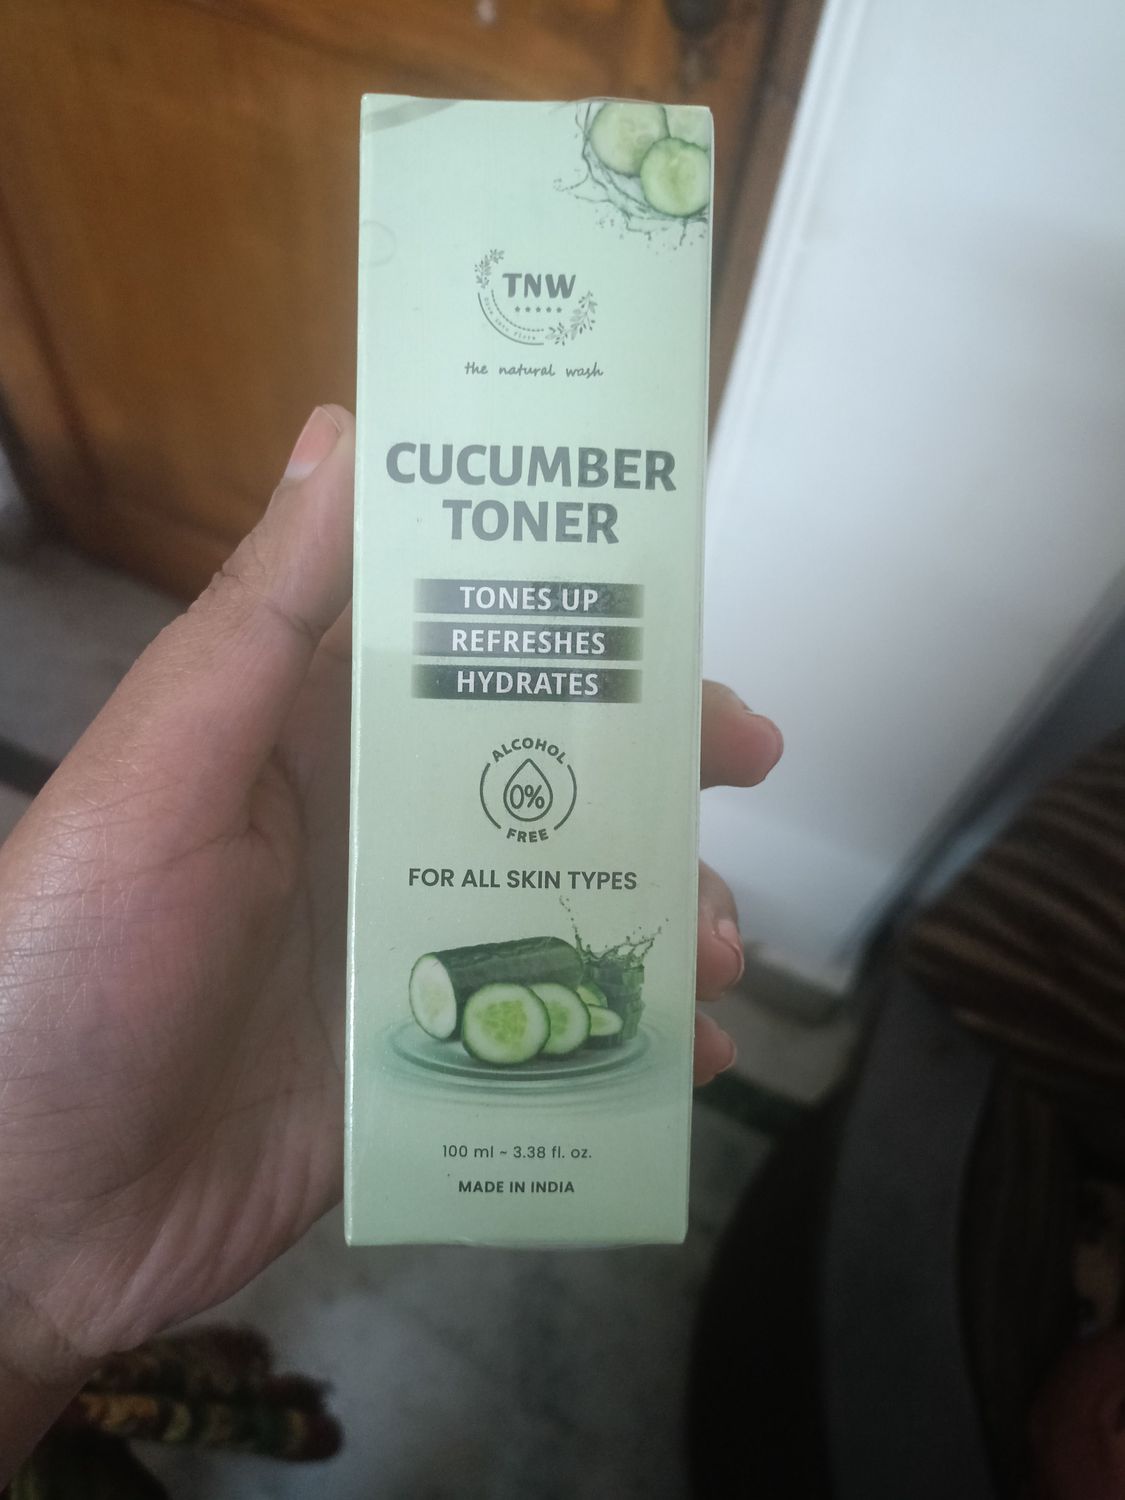 TNW
the natural wash
CUCUMBER
TONER
TONES UP
REFRESHES
HYDRATES
ALCOHOL
0%
FREE
FOR ALL SKIN TYPES
100 ml ~ 3.38 fl. oz.
MADE IN INDIA